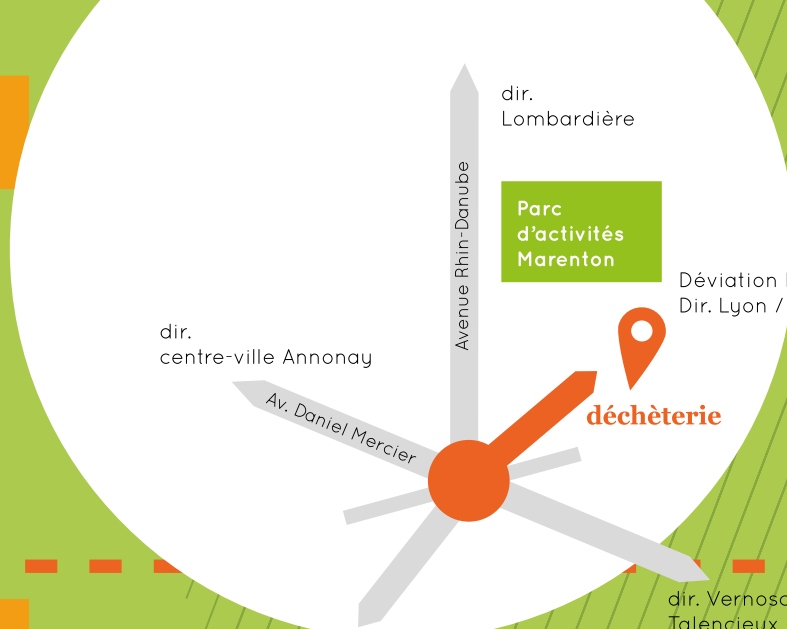 dir.
Lombardière
Avenue Rhin-Danube
Parc
d'activités
Marenton
Déviation
Dir. Lyon /
dir.
centre-ville Annonay
Av. Daniel Mercier
déchèterie
dir.
Talencieux